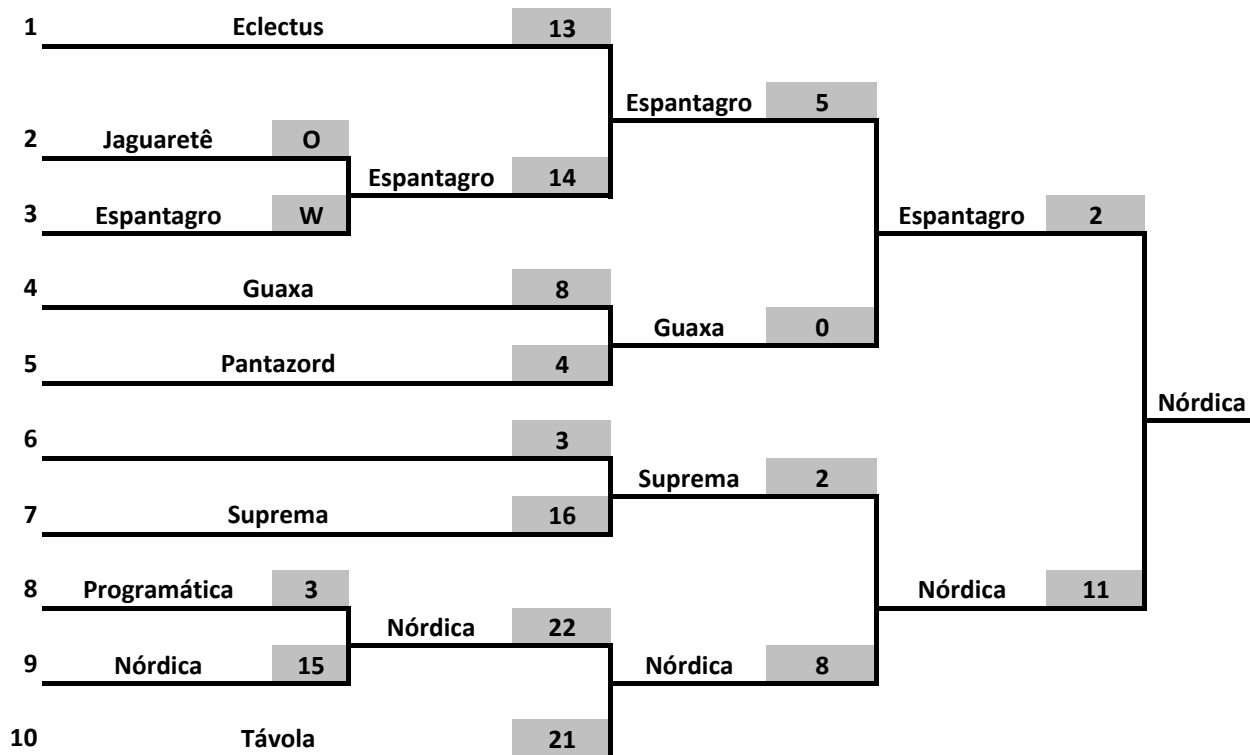 1 Eclectus 13
Espantagro 5
2 Jaguaretê O
Espantagro 14
3 Espantagro W
Espantagro 2
4 Guaxa 8
Guaxa 0
5 Pantazord 4
Nórdica
6 3
Suprema 2
7 Suprema 16
8 Programática 3
Nórdica 11
Nórdica 22
9 Nórdica 15
Nórdica 8
10 Távola 21